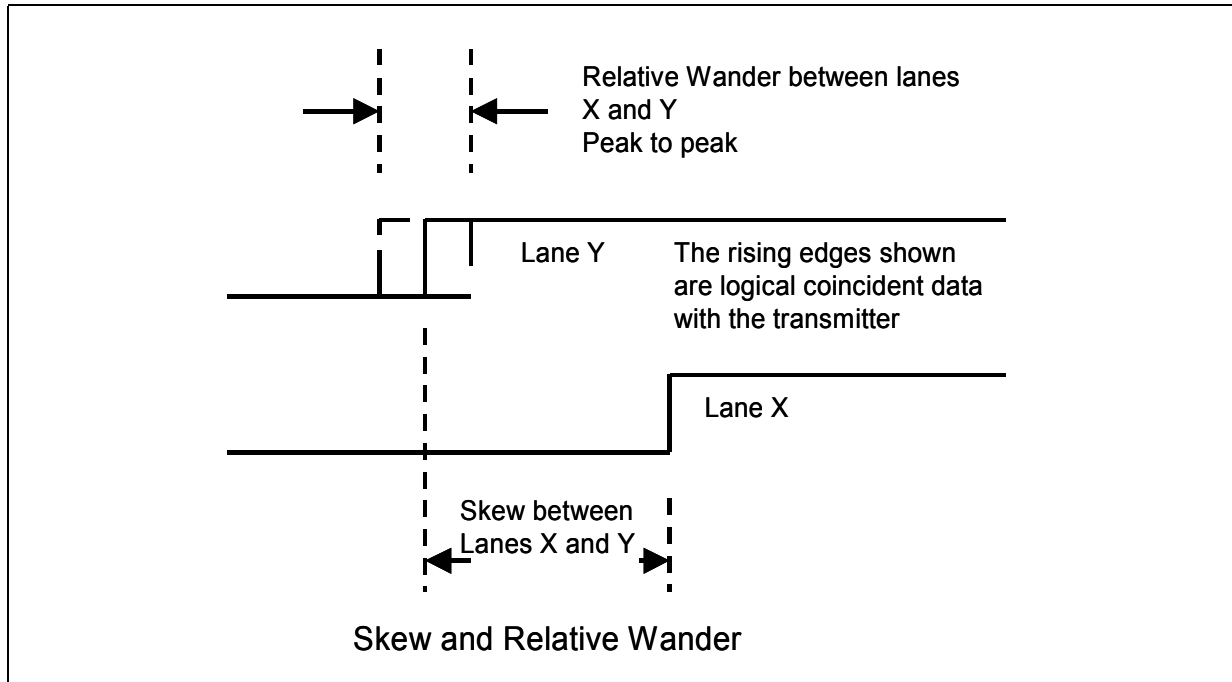 Relative Wander between lanes
X and Y
Peak to peak
Lane Y
The rising edges shown
are logical coincident data
with the transmitter
Lane X
Skew between
Lanes X and Y
Skew and Relative Wander